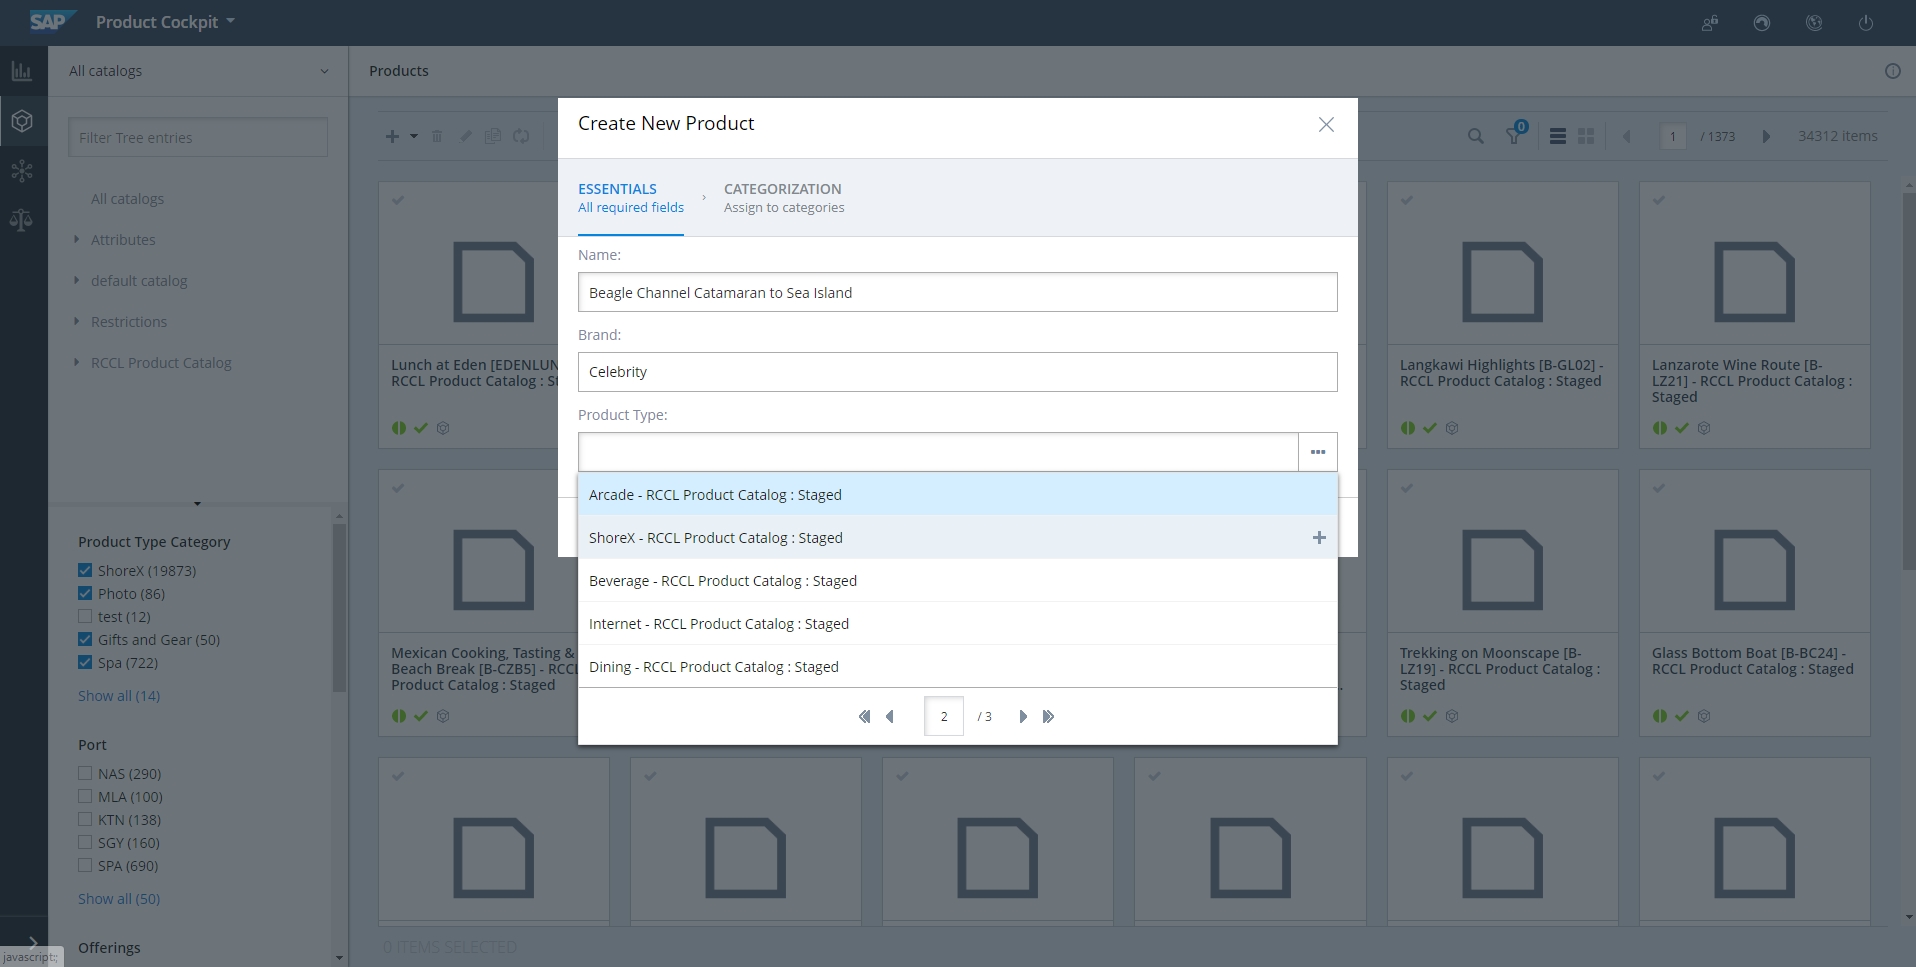 SAP
Product Cockpit
All catalogs
Products
Filter Tree entries
1
/ 1373
0
34312 items
All catalogs
Attributes
default catalog
Restrictions
RCCL Product Catalog
Product Type Category
ShoreX (19873)
Photo (86)
test (12)
Gifts and Gear (50)
Spa (722)
Show all (14)
Port
NAS (290)
MLA (100)
KTN (138)
SGY (160)
SPA (690)
Show all (50)
Offerings
javascript:;
Create New Product
ESSENTIALS
All required fields
CATEGORIZATION
Assign to categories
Name:
Beagle Channel Catamaran to Sea Island
Brand:
Celebrity
Product Type:
Arcade - RCCL Product Catalog : Staged
ShoreX - RCCL Product Catalog : Staged
Beverage - RCCL Product Catalog : Staged
Internet - RCCL Product Catalog : Staged
Dining - RCCL Product Catalog : Staged
2
/ 3
Lunch at Eden [EDENLUN
RCCL Product Catalog : St
Langkawi Highlights [B-GL02] -
RCCL Product Catalog : Staged
Lanzarote Wine Route [B-
LZ21] - RCCL Product Catalog :
Staged
Mexican Cooking, Tasting &
Beach Break [B-CZB5] - RCCL
Product Catalog : Staged
Trekking on Moonscape [B-
LZ19] - RCCL Product Catalog :
Staged
Glass Bottom Boat [B-BC24] -
RCCL Product Catalog : Staged
0 ITEMS SELECTED